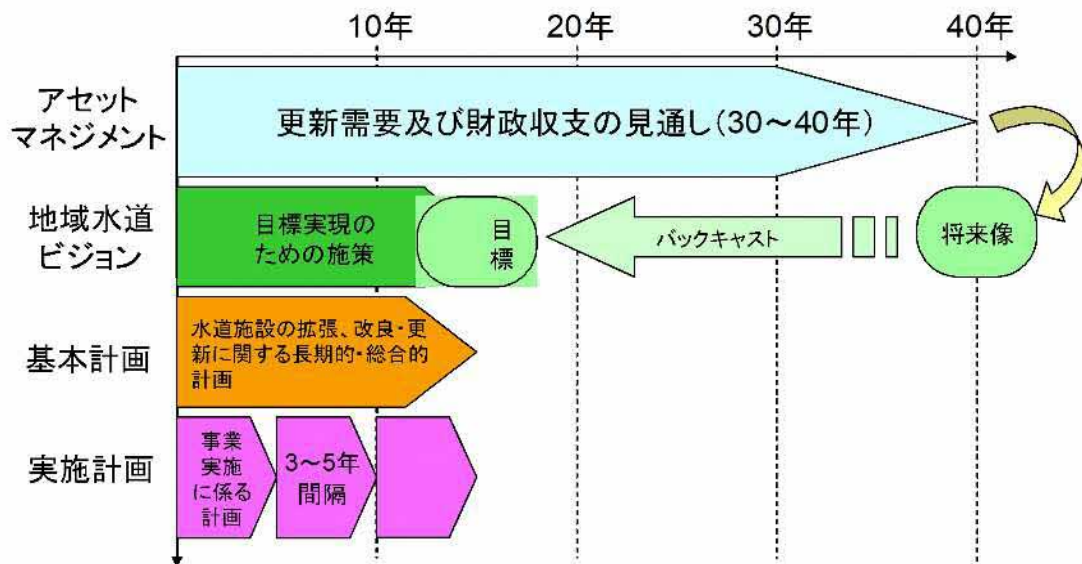 10年
20年
30年
40年
アセット
マネジメント
更新需要及び財政収支の見通し(30～40年)
地域水道
ビジョン
目標実現の
ための施策
目
標
バックキャスト
将来像
基本計画
水道施設の拡張、改良・更
新に関する長期的・総合的
計画
実施計画
事業
実施
に係る
計画
3～5年
間隔